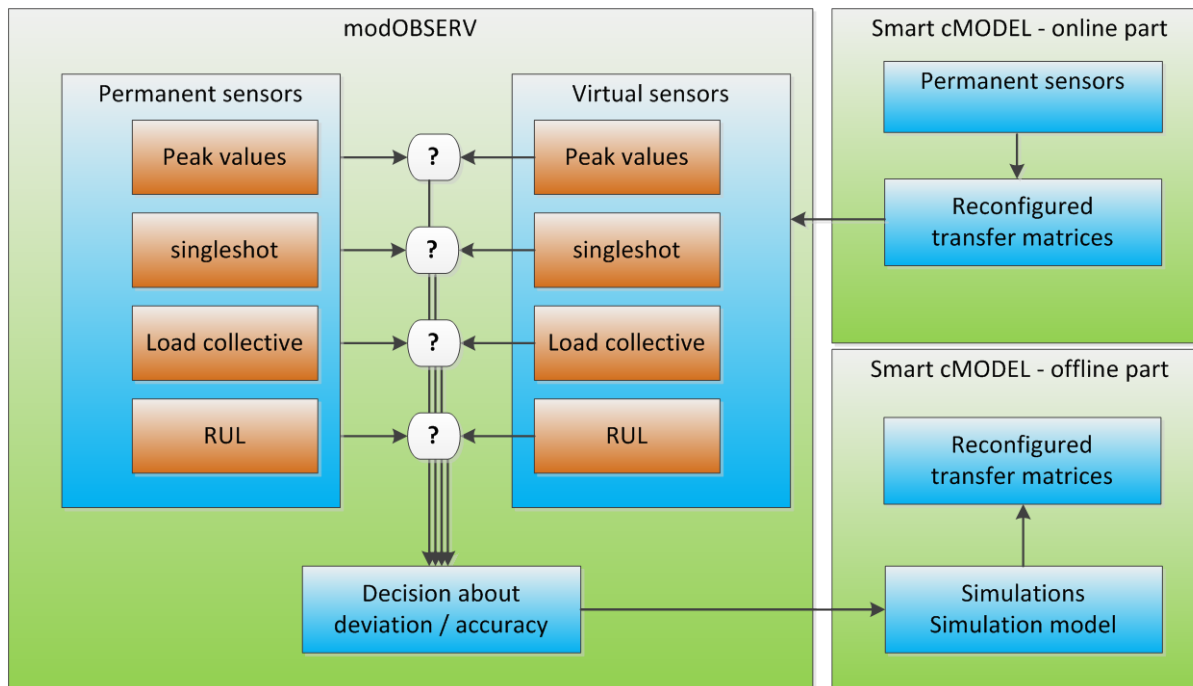 modOBSERV
Permanent sensors
Peak values
singleshot
Load collective
RUL
?
?
?
?
Virtual sensors
Peak values
singleshot
Load collective
RUL
Decision about
deviation / accuracy
Smart cMODEL - online part
Permanent sensors
Reconfigured
transfer matrices
Smart cMODEL - offline part
Reconfigured
transfer matrices
Simulations
Simulation model